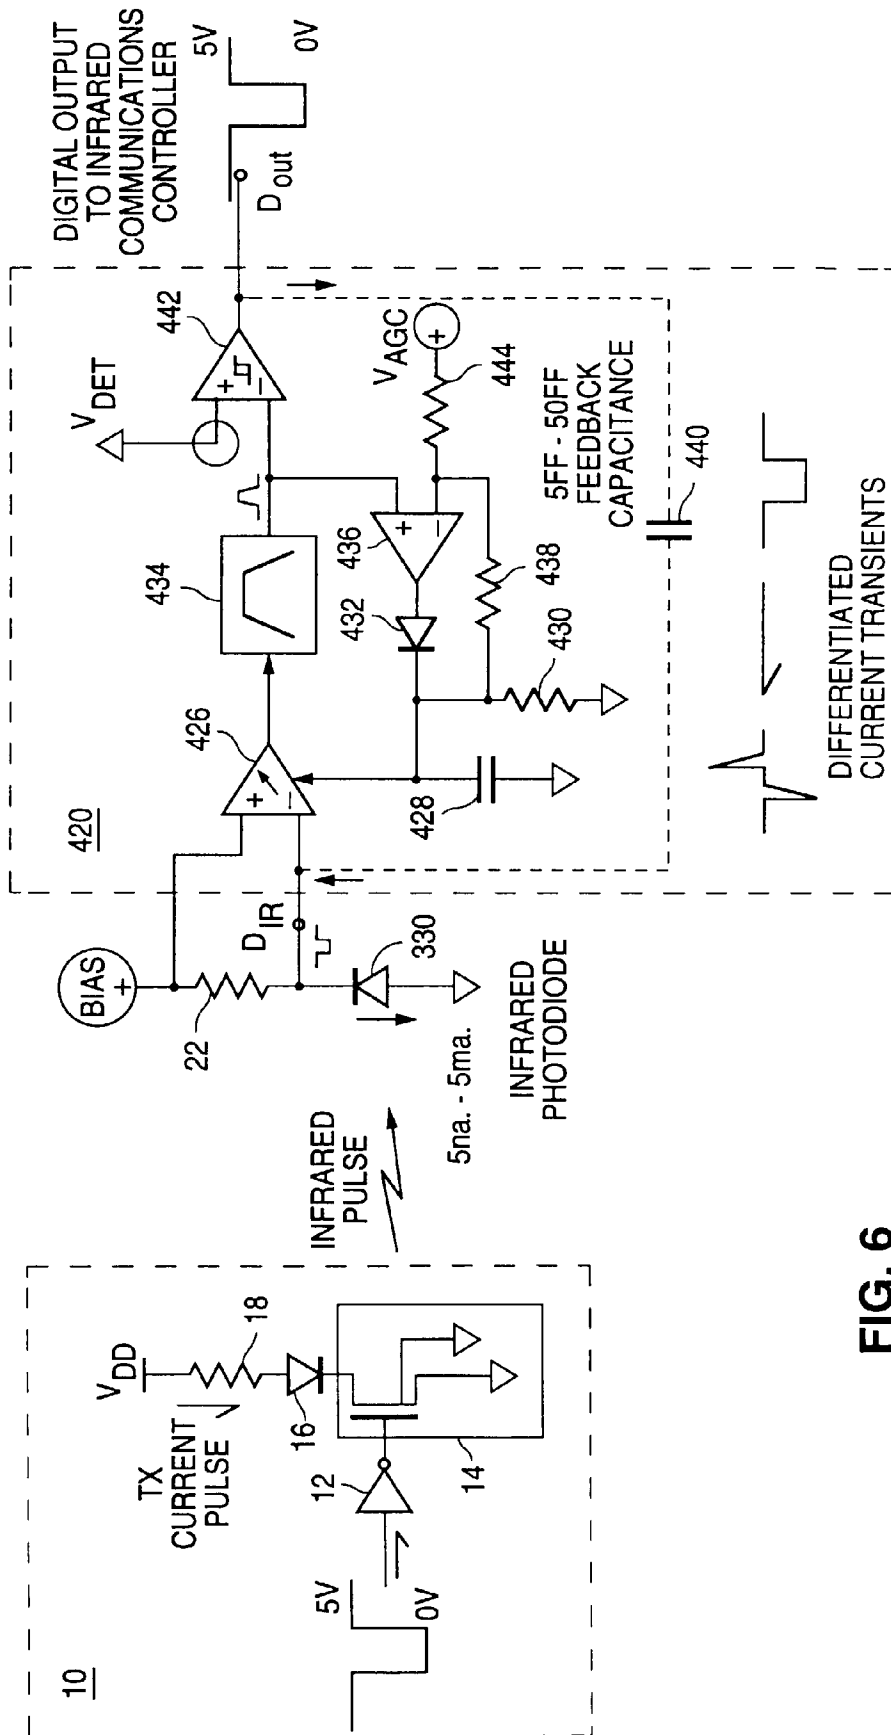 10
5V
0V
12
TX
CURRENT
PULSE
V_DD
18
16
14
INFRARED
PULSE
BIAS
+
22
D_IR
330
5na. - 5ma.
INFRARED
PHOTODIODE
420
426
+
−
428
434
432
436
+
−
438
430
V_DET
442
+
−
V_AGC
+
444
5FF - 50FF
FEEDBACK
CAPACITANCE
440
DIFFERENTIATED
CURRENT TRANSIENTS
DIGITAL OUTPUT
TO INFRARED
COMMUNICATIONS
CONTROLLER
5V
0V
D_out
FIG. 6